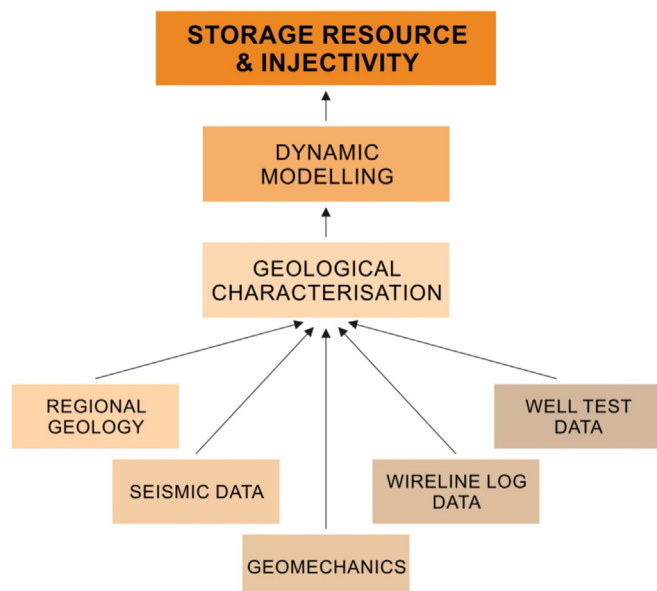 STORAGE RESOURCE
& INJECTIVITY
DYNAMIC
MODELLING
GEOLOGICAL
CHARACTERISATION
REGIONAL
GEOLOGY
WELL TEST
DATA
SEISMIC DATA
WIRELINE LOG
DATA
GEOMECHANICS